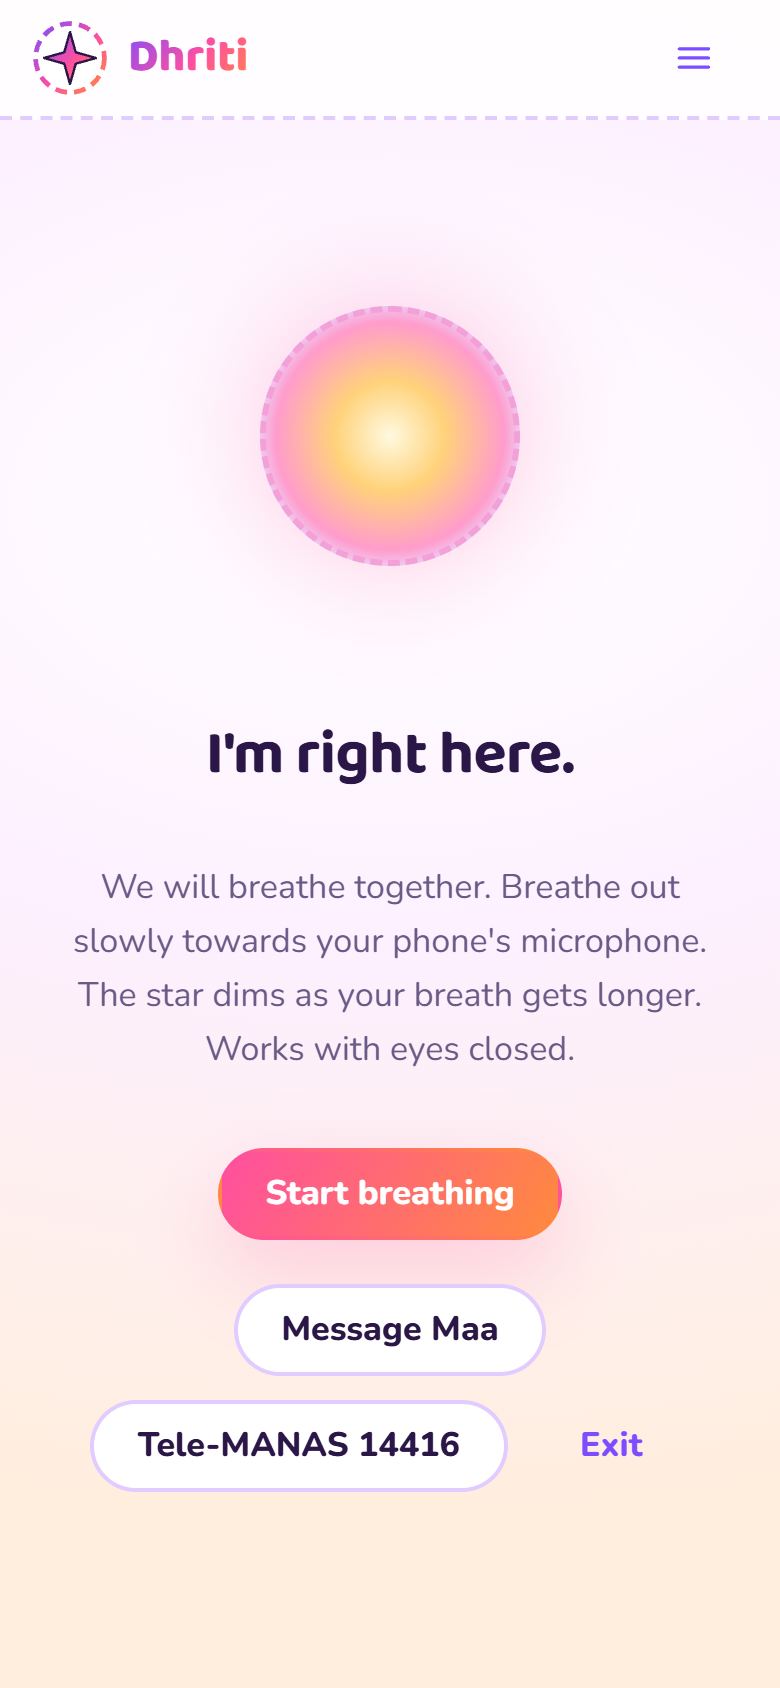 Dhriti
I'm right here.
We will breathe together. Breathe out
slowly towards your phone's microphone.
The star dims as your breath gets longer.
Works with eyes closed.
Start breathing
Message Maa
Tele-MANAS 14416
Exit